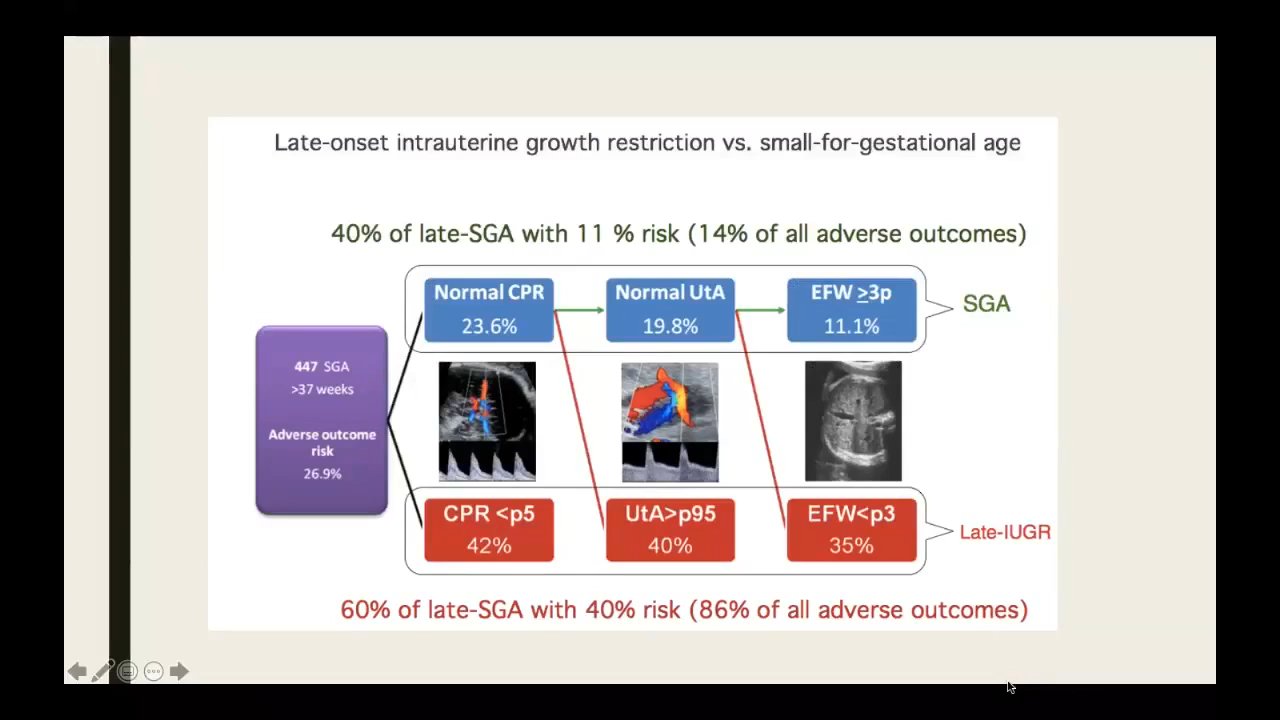 Late-onset intrauterine growth restriction vs. small-for-gestational age
40% of late-SGA with 11 % risk (14% of all adverse outcomes)
Normal CPR
23.6%
Normal UtA
19.8%
EFW ≥3p
11.1%
SGA
447 SGA
>37 weeks
Adverse outcome
risk
26.9%
CPR <p5
42%
UtA>p95
40%
EFW<p3
35%
Late-IUGR
60% of late-SGA with 40% risk (86% of all adverse outcomes)